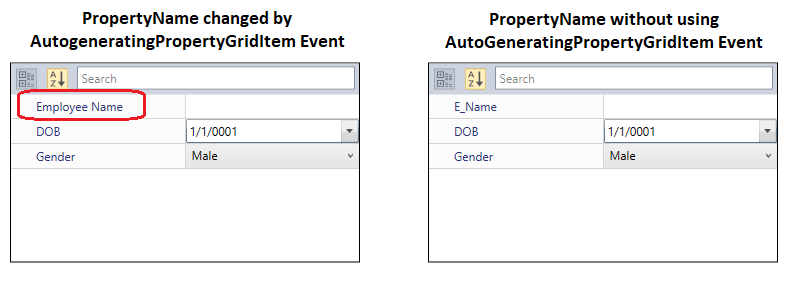 PropertyName changed by
AutogeneratingPropertyGridItem Event
A
Z
Search
Employee Name
DOB
1/1/0001
Gender
Male
PropertyName without using
AutoGeneratingPropertyGridItem Event
A
Z
Search
E_Name
DOB
1/1/0001
Gender
Male